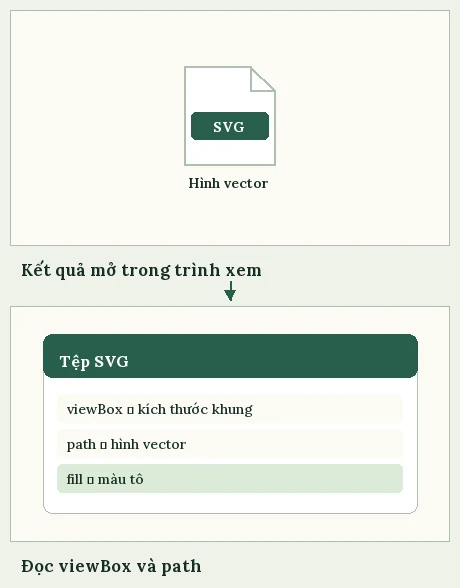 SVG
Hình vector
Kết quả mở trong trình xem
Tệp SVG
viewBox ▯ kích thước khung
path ▯ hình vector
fill ▯ màu tô
Đọc viewBox và path